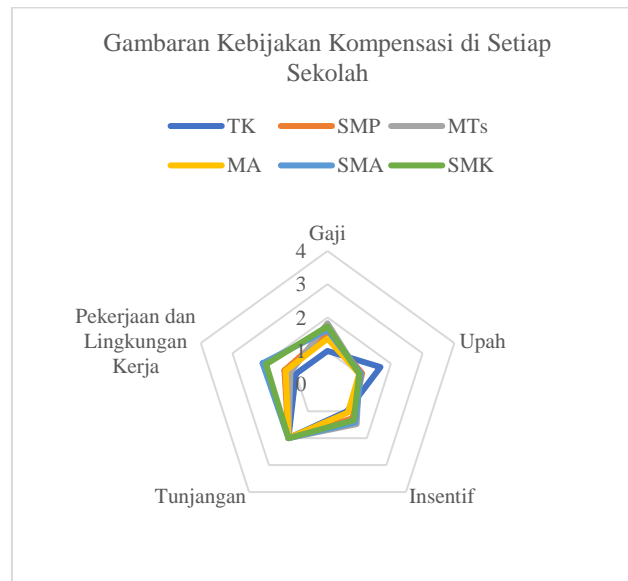 Gambaran Kebijakan Kompensasi di Setiap
Sekolah
TK SMP MTs
MA SMA SMK
Gaji
4
3
2
1
0
Upah
Insentif
Tunjangan
Pekerjaan dan
Lingkungan
Kerja